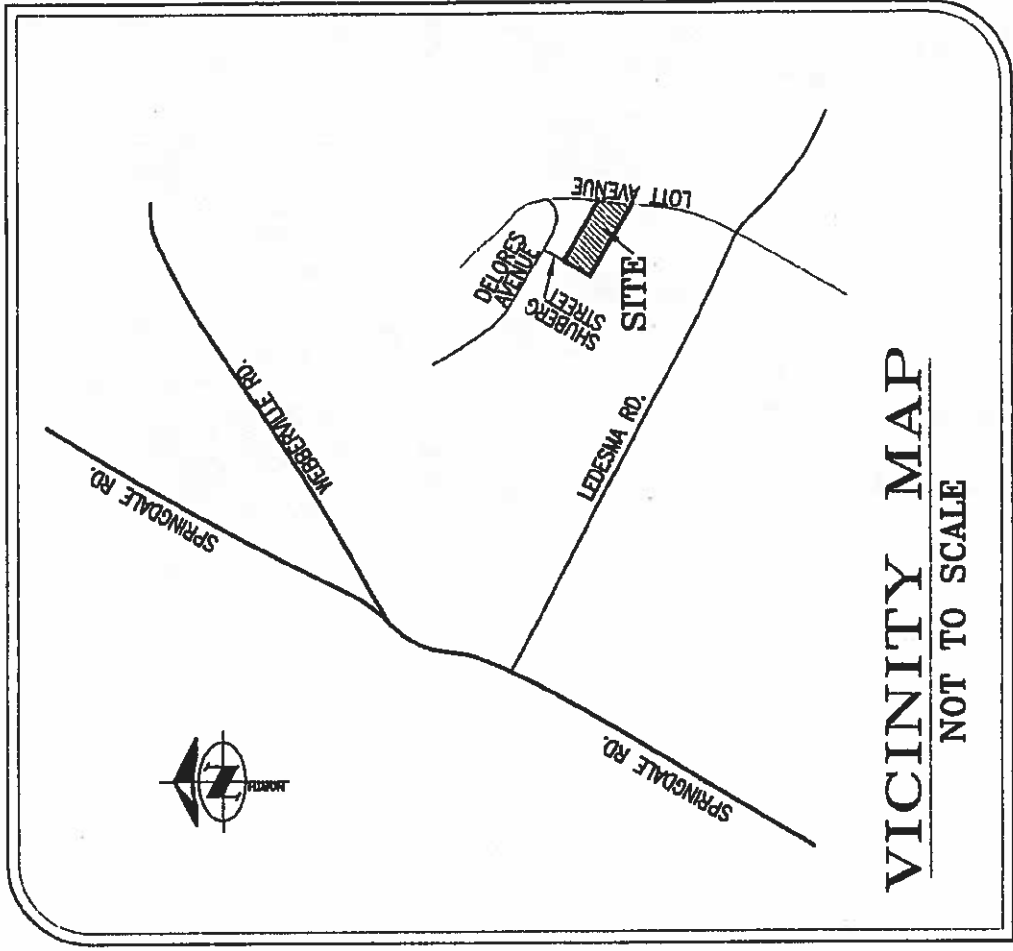 SPRINGDALE RD.
WEBBERVILLE RD.
DELORES
AVENUE
SHUBERG
STREET
LOTT AVENUE
SITE
LEDESMA RD.
SPRINGDALE RD.
N
NORTH
VICINITY MAP
NOT TO SCALE